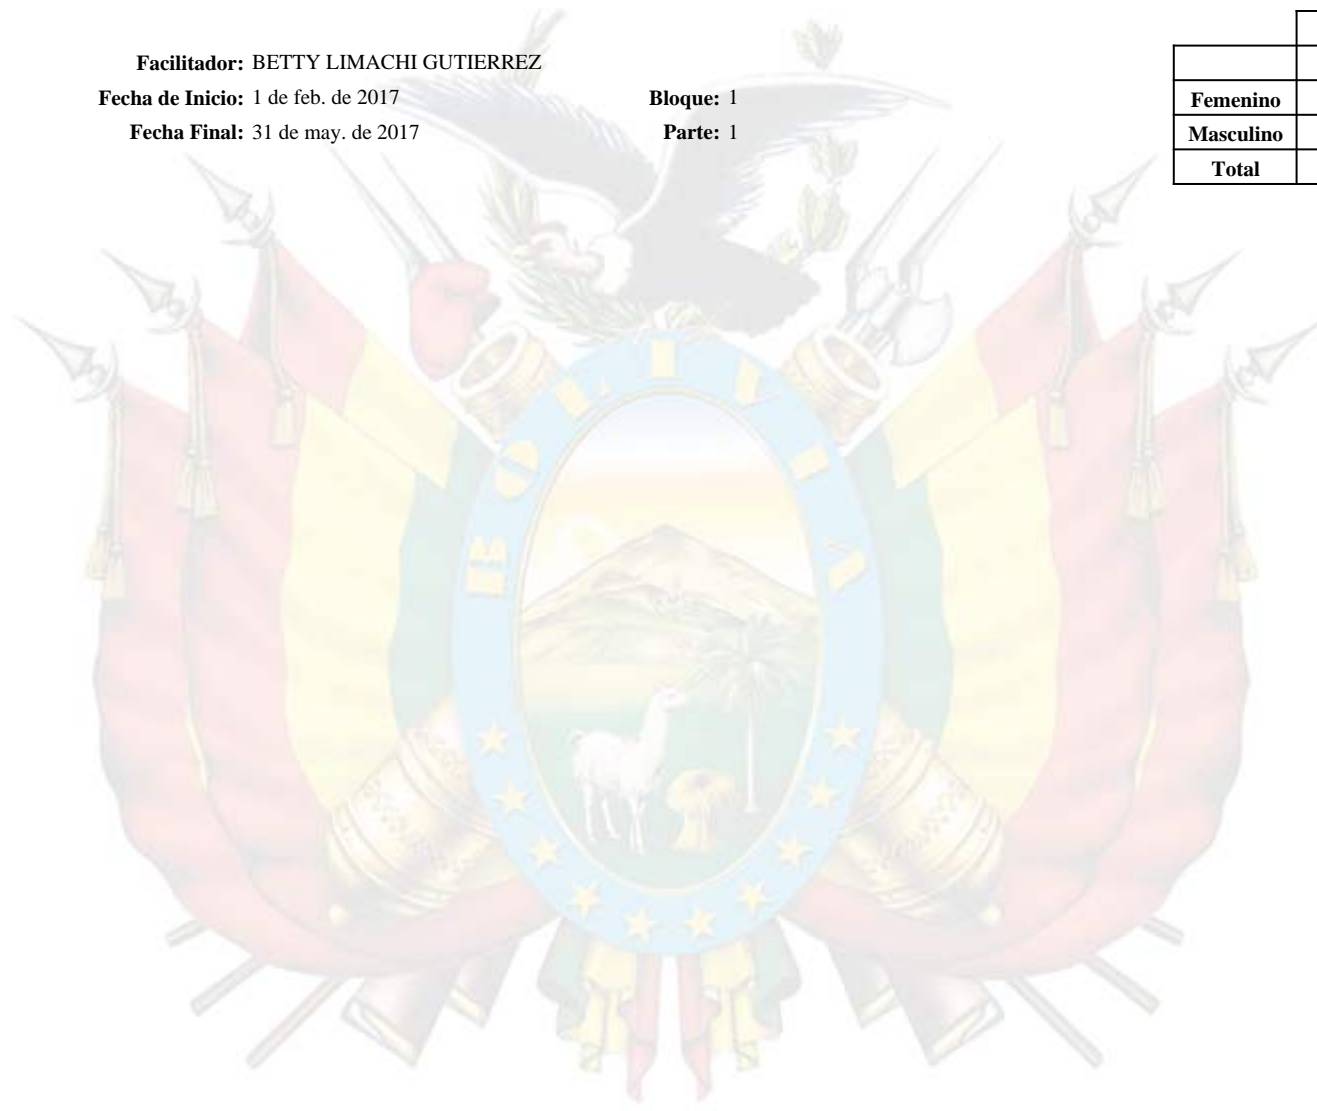 Facilitador: BETTY LIMACHI GUTIERREZ
Fecha de Inicio: 1 de feb. de 2017 Bloque: 1
Fecha Final: 31 de may. de 2017 Parte: 1
Femenino
Masculino
Total
BOLIVIA